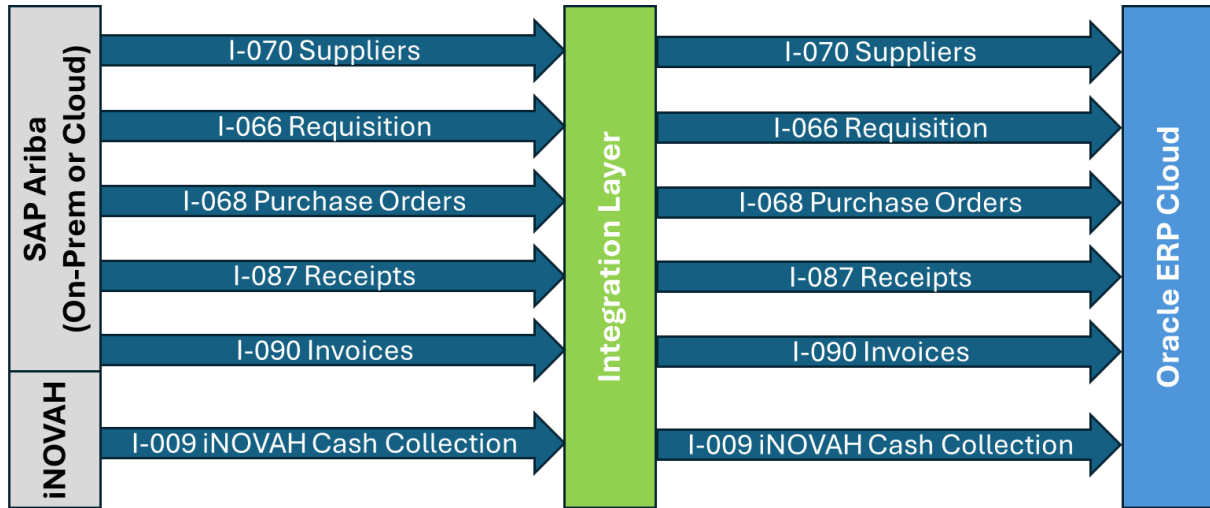 SAP Ariba
(On-Prem or Cloud)
iNOVAH
I-070 Suppliers
I-066 Requisition
I-068 Purchase Orders
I-087 Receipts
I-090 Invoices
I-009 iNOVAH Cash Collection
Integration Layer
I-070 Suppliers
I-066 Requisition
I-068 Purchase Orders
I-087 Receipts
I-090 Invoices
I-009 iNOVAH Cash Collection
Oracle ERP Cloud